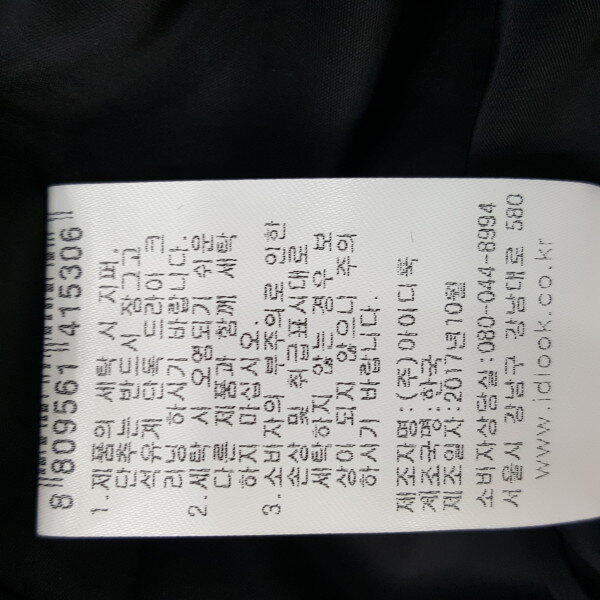 8 809561 415306
1. 제품의 세탁 시 지퍼,
단추는 반드시 잠그고
석유계 단독 드라이 크
리닝 하시기 바랍니다.
2. 세탁 시 오염되기 쉬운
다른 제품과 함께 세탁
하지 마십시오.
3. 소비자의 부주의로 인한
손상 및 취급표시대로
세탁하지 않는 경우 보
상이 되지 않으니 주의
하시기 바랍니다.
제조자명:(주)아이디룩
제조국명:한국
제조일자:2017년10월
소비자상담실:080-044-8994
서울시 강남구 강남대로 580
www.idlook.co.kr